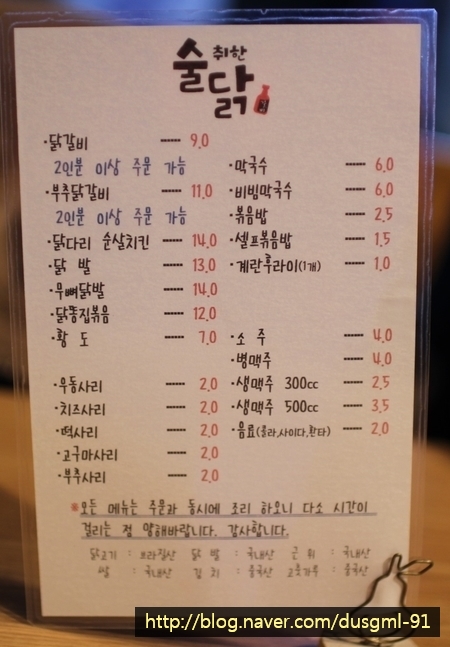 취한
술닭
·닭갈비 ----- 9.0
2인분 이상 주문 가능
·부추닭갈비 ----- 11.0
2인분 이상 주문 가능
·닭다리 순살치킨 ----- 14.0
·닭 발 ----- 13.0
·무뼈닭발 ----- 14.0
·닭똥집볶음 ----- 12.0
·황 도 ----- 7.0
·우동사리 ----- 2.0
·치즈사리 ----- 2.0
·떡사리 ----- 2.0
·고구마사리 ----- 2.0
·부추사리 ----- 2.0
·막국수 ----- 6.0
·비빔막국수 ----- 6.0
·볶음밥 ----- 2.5
·셀프볶음밥 ----- 1.5
·계란후라이(1개) ----- 1.0
·소 주 ----- 4.0
·병맥주 ----- 4.0
·생맥주 300cc ----- 2.5
·생맥주 500cc ----- 3.5
·음료(콜라,사이다,환타) ----- 2.0
※모든 메뉴는 주문과 동시에 조리 하오니 다소 시간이
걸리는 점 양해바랍니다. 감사합니다.
닭고기 : 브라질산 닭 발 : 국내산 근 위 : 국내산
쌀 : 국내산 김 치 : 중국산 고춧가루 : 중국산
http://blog.naver.com/dusgml-91